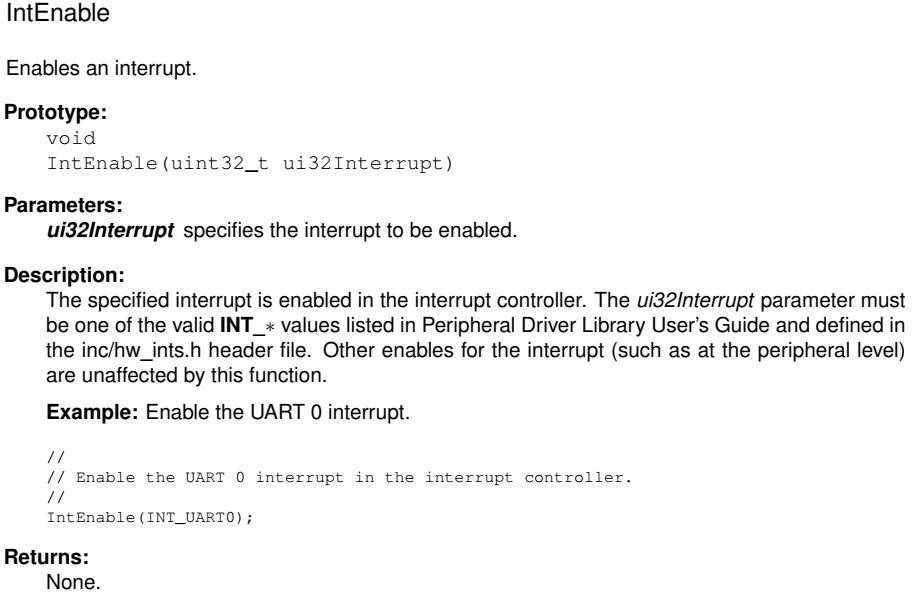 IntEnable
Enables an interrupt.
Prototype:
void
IntEnable(uint32_t ui32Interrupt)
Parameters:
ui32Interrupt specifies the interrupt to be enabled.
Description:
The specified interrupt is enabled in the interrupt controller. The ui32Interrupt parameter must
be one of the valid INT_∗ values listed in Peripheral Driver Library User's Guide and defined in
the inc/hw_ints.h header file. Other enables for the interrupt (such as at the peripheral level)
are unaffected by this function.
Example: Enable the UART 0 interrupt.
//
// Enable the UART 0 interrupt in the interrupt controller.
//
IntEnable(INT_UART0);
Returns:
None.